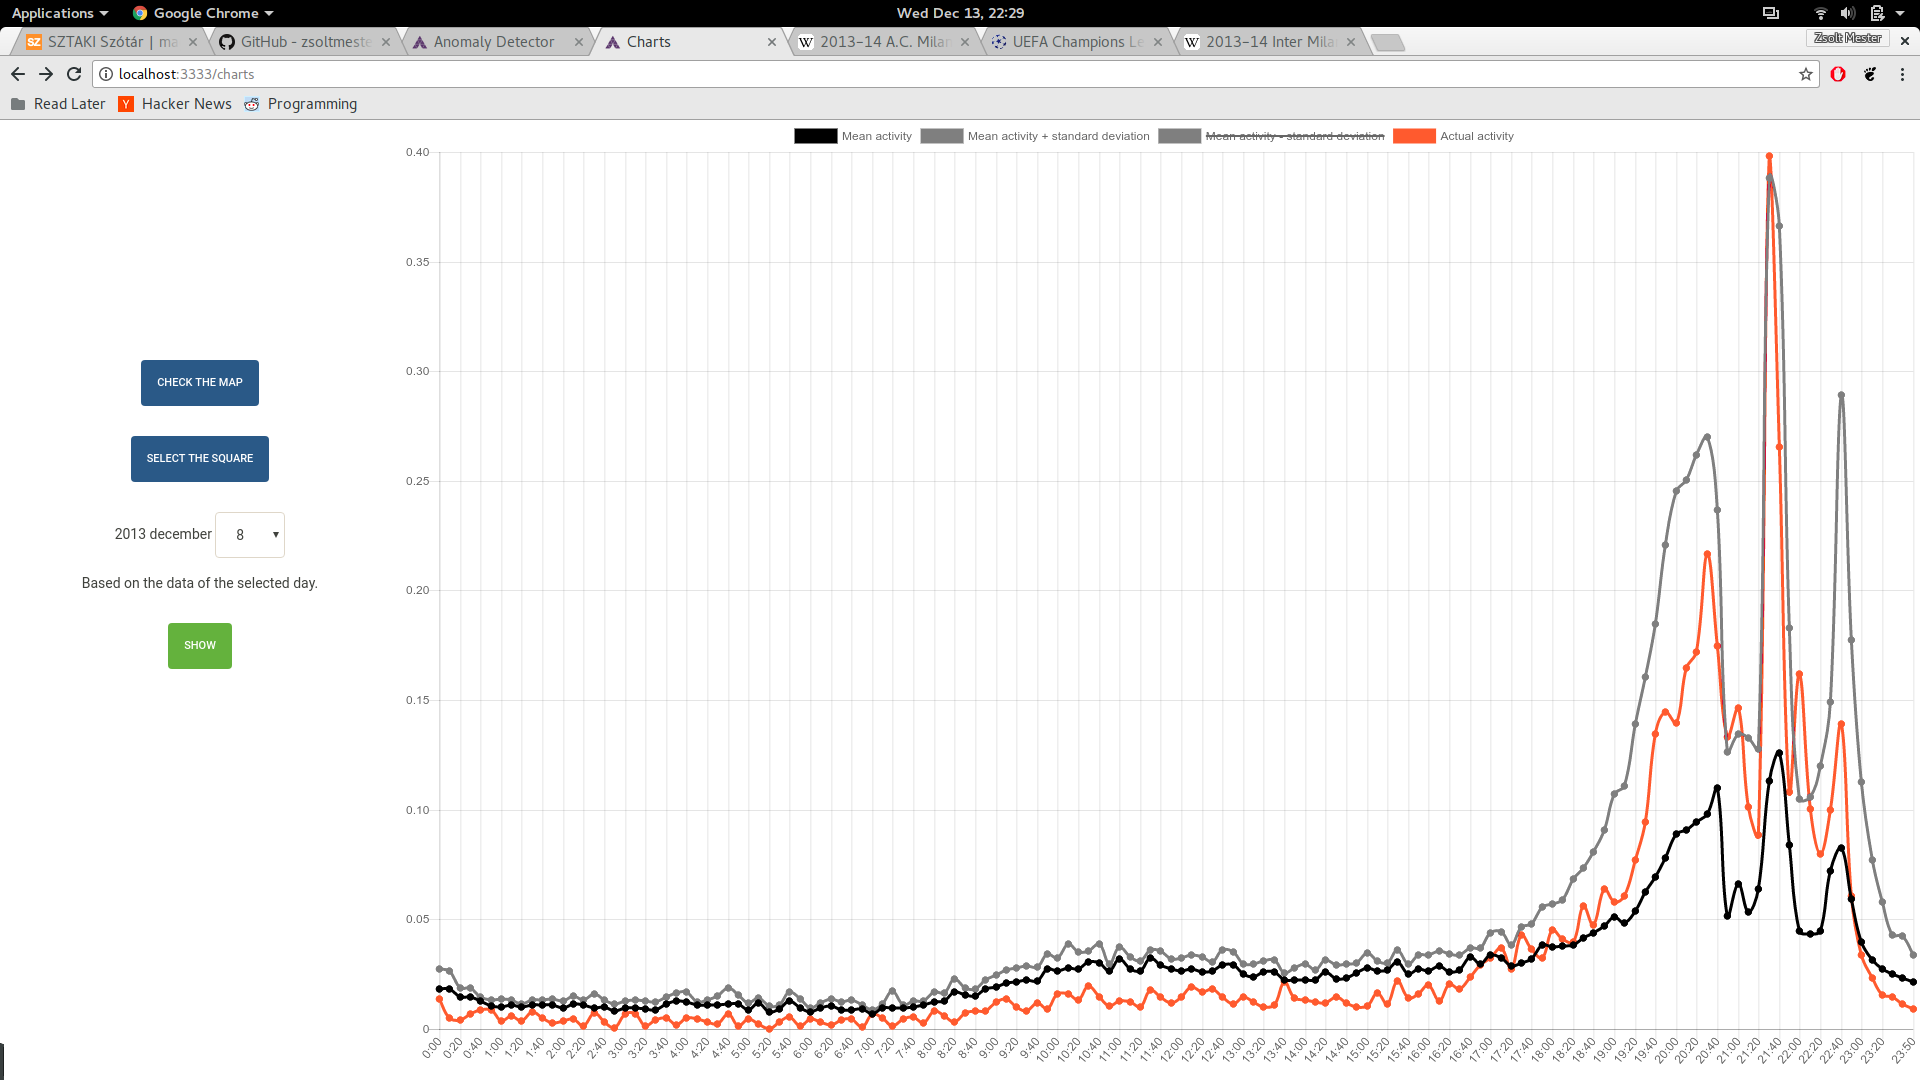 Applications
Google Chrome
Wed Dec 13, 22:29
SZ SZTAKI Szótár | ma
GitHub - zsoltmeste
Anomaly Detector
Charts
W 2013–14 A.C. Milan
UEFA Champions Le
W 2013–14 Inter Milan
Zsolt Mester
localhost:3333/charts
Read Later
Y Hacker News
Programming
Mean activity
Mean activity + standard deviation
Mean activity - standard deviation
Actual activity
CHECK THE MAP
SELECT THE SQUARE
2013 december 8
Based on the data of the selected day.
SHOW
0.40
0.35
0.30
0.25
0.20
0.15
0.10
0.05
0
0:00 0:20 0:40 1:00 1:20 1:40 2:00 2:20 2:40 3:00 3:20 3:40 4:00 4:20 4:40 5:00 5:20 5:40 6:00 6:20 6:40 7:00 7:20 7:40 8:00 8:20 8:40 9:00 9:20 9:40 10:00 10:20 10:40 11:00 11:20 11:40 12:00 12:20 12:40 13:00 13:20 13:40 14:00 14:20 14:40 15:00 15:20 15:40 16:00 16:20 16:40 17:00 17:20 17:40 18:00 18:20 18:40 19:00 19:20 19:40 20:00 20:20 20:40 21:00 21:20 21:40 22:00 22:20 22:40 23:00 23:20 23:50